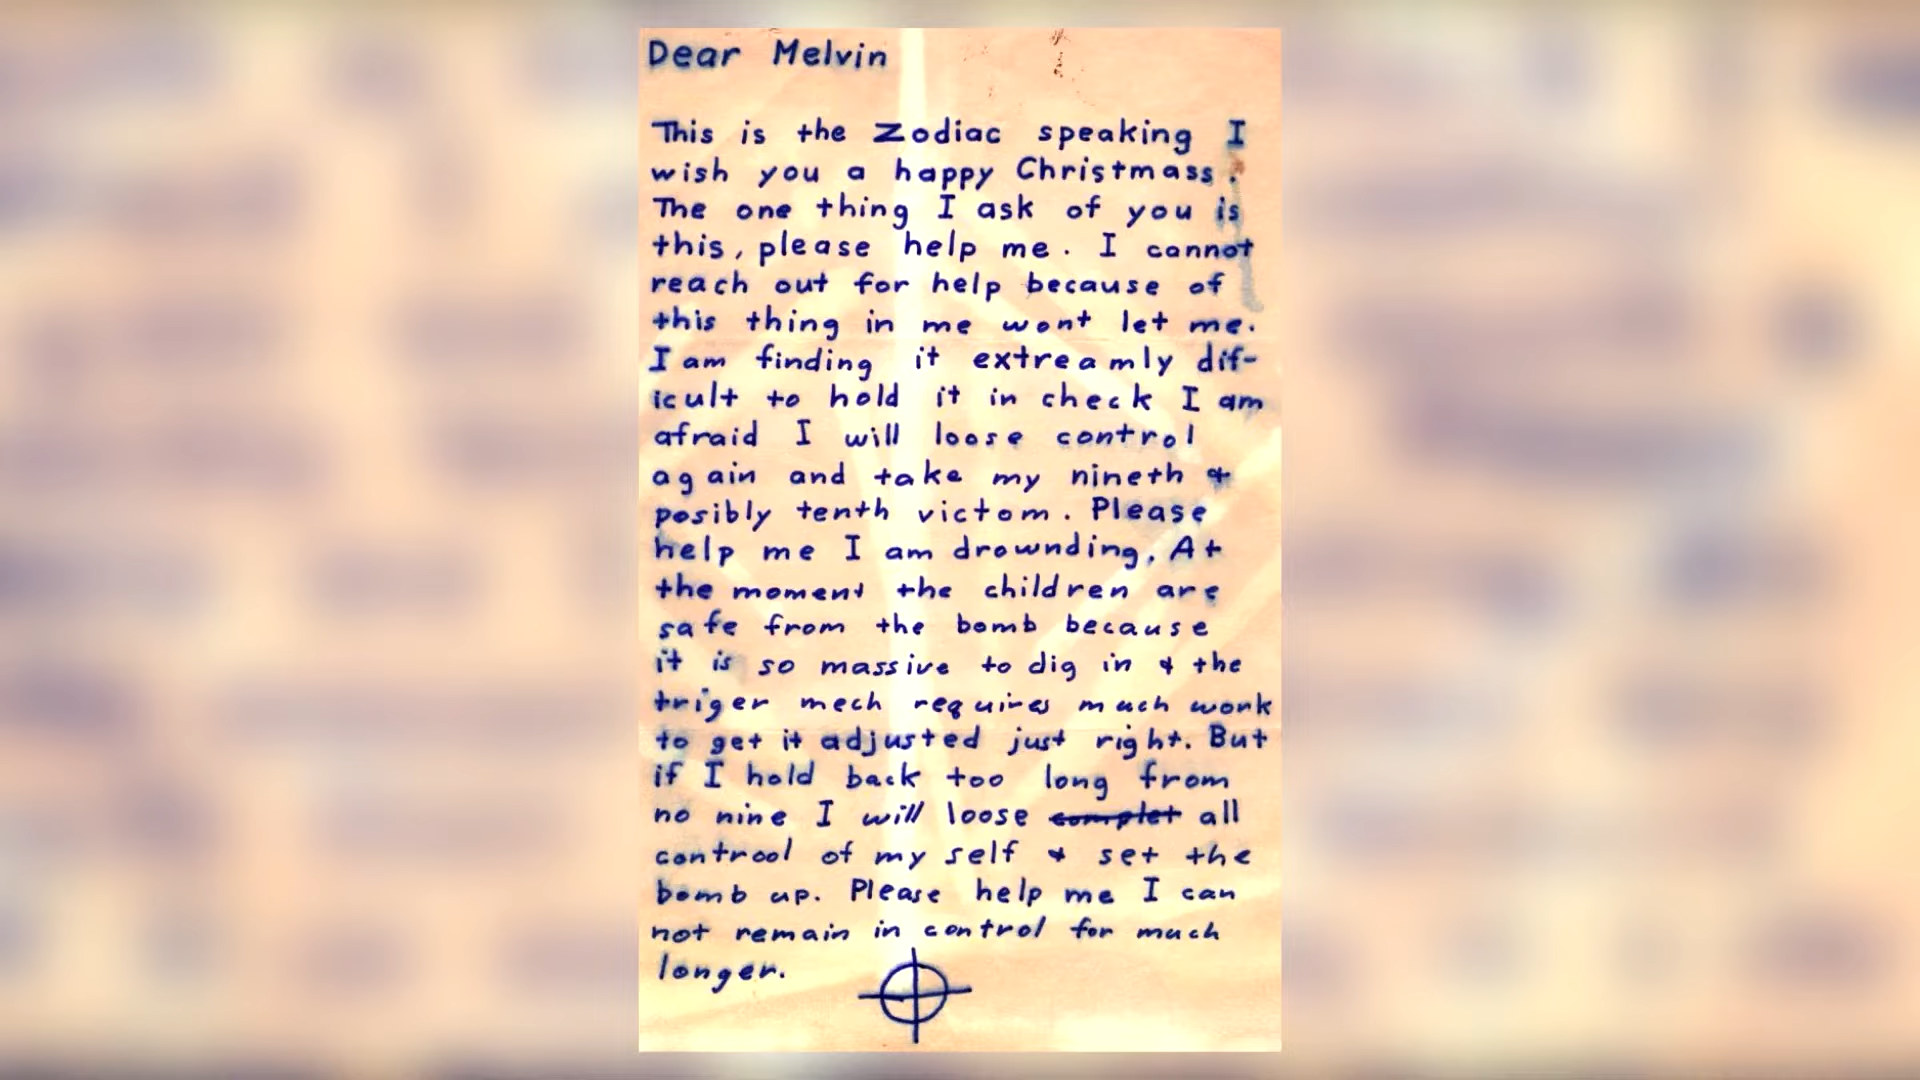 Dear Melvin
This is the Zodiac speaking I
wish you a happy Christmass.
The one thing I ask of you is
this, please help me. I cannot
reach out for help because of
this thing in me wont let me.
I am finding it extreamly dif-
icult to hold it in check I am
afraid I will loose control
again and take my nineth &
posibly tenth victom. Please
help me I am drownding. At
the moment the children are
safe from the bomb because
it is so massive to dig in & the
triger mech requires much work
to get it adjusted just right. But
if I hold back too long from
no nine I will loose complet all
controol of my self & set the
bomb up. Please help me I can
not remain in control for much
longer.